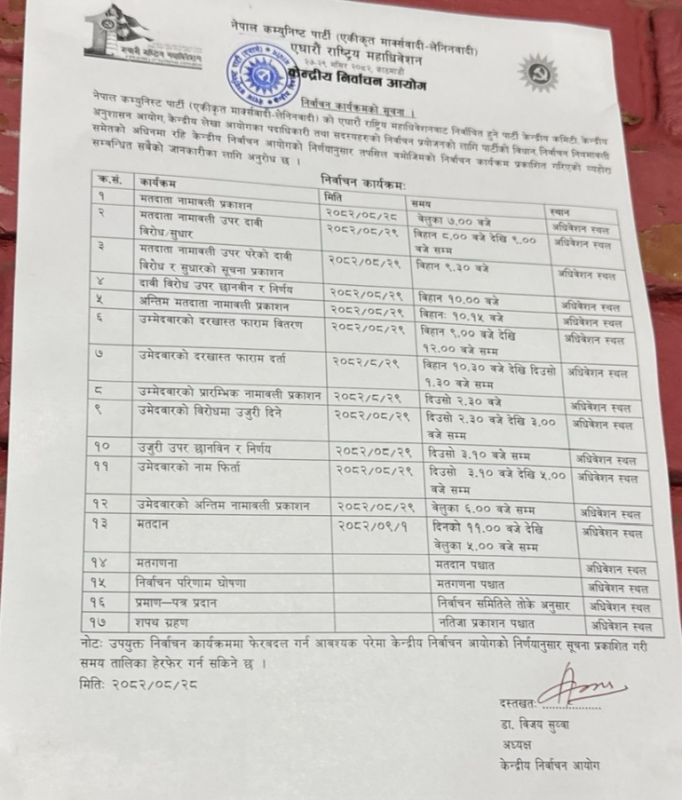 नेपाल कम्युनिष्ट पार्टी (एकीकृत मार्क्सवादी-लेनिनवादी)
एघारौं राष्ट्रिय महाधिवेशन
२७-२९ मंसिर २०८२, काठमाडौं
केन्द्रीय निर्वाचन आयोग
निर्वाचन कार्यक्रमको सूचना ।
नेपाल कम्युनिस्ट पार्टी (एकीकृत मार्क्सवादी-लेनिनवादी) को एघारौं राष्ट्रिय महाधिवेशनबाट निर्वाचित हुने पार्टी केन्द्रीय कमिटी, केन्द्रीय
अनुशासन आयोग, केन्द्रीय लेखा आयोगका पदाधिकारी तथा सदस्यहरुको निर्वाचन प्रयोजनको लागि पार्टीको विधान, निर्वाचन नियमावली
समेतको अधिनमा रहि केन्द्रीय निर्वाचन आयोगको निर्णयानुसार तपसिल बमोजिमको निर्वाचन कार्यक्रम प्रकाशित गरिएको व्यहोरा
सम्बन्धित सबैको जानकारीका लागि अनुरोध छ ।
निर्वाचन कार्यक्रमः
क्र.सं. कार्यक्रम मिति समय स्थान
१ मतदाता नामावली प्रकाशन २०८२/०८/२८ बेलुका ७.०० बजे अधिवेशन स्थल
२ मतदाता नामावली उपर दाबी २०८२/०८/२९ बिहान ८.०० बजे देखि ९.०० अधिवेशन स्थल
विरोध/सुधार बजे सम्म
३ मतदाता नामावली उपर परेको दाबी २०८२/०८/२९ बिहान ९.३० बजे अधिवेशन स्थल
विरोध र सुधारको सूचना प्रकाशन
४ दाबी विरोध उपर छानवीन र निर्णय २०८२/०८/२९ बिहान १०.०० बजे अधिवेशन स्थल
५ अन्तिम मतदाता नामावली प्रकाशन २०८२/०८/२९ बिहानः १०.१५ बजे अधिवेशन स्थल
६ उम्मेदवारको दरखास्त फाराम वितरण २०८२/०८/२९ बिहान ९.०० बजे देखि अधिवेशन स्थल
१२.०० बजे सम्म
७ उमेदवारको दरखास्त फाराम दर्ता २०८२/८/२९ बिहान १०.३० बजे देखि दिउसो अधिवेशन स्थल
१.३० बजे सम्म
८ उम्मेदवारको प्रारम्भिक नामावली प्रकाशन २०८२/८/२९ दिउसो २.३० बजे अधिवेशन स्थल
९ उमेदवारको विरोधमा उजुरी दिने २०८२/०८/२९ दिउसो २.३० बजे देखि ३.०० अधिवेशन स्थल
बजे सम्म
१० उजुरी उपर छानविन र निर्णय २०८२/०८/२९ दिउसो ३.१० बजे सम्म अधिवेशन स्थल
११ उमेदवारको नाम फिर्ता २०८२/०८/२९ दिउसो ३.१० बजे देखि ५.०० अधिवेशन स्थल
बजे सम्म
१२ उमेदवारको अन्तिम नामावली प्रकाशन २०८२/०८/२९ बेलुका ६.०० बजे सम्म अधिवेशन स्थल
१३ मतदान २०८२/०९/१ दिनको ११.०० बजे देखि अधिवेशन स्थल
बेलुका ५.०० बजे सम्म
१४ मतगणना मतदान पश्चात अधिवेशन स्थल
१५ निर्वाचन परिणाम घोषणा मतगणना पश्चात अधिवेशन स्थल
१६ प्रमाण—पत्र प्रदान निर्वाचन समितिले तोके अनुसार अधिवेशन स्थल
१७ शपथ ग्रहण नतिजा प्रकाशन पश्चात अधिवेशन स्थल
नोटः उपयुक्त निर्वाचन कार्यक्रममा फेरबदल गर्न आवश्यक परेमा केन्द्रीय निर्वाचन आयोगको निर्णयानुसार सूचना प्रकाशित गरी
समय तालिका हेरफेर गर्न सकिने छ ।
मितिः २०८२/०८/२८
दस्तखतः
डा. विजय सुब्बा
अध्यक्ष
केन्द्रीय निर्वाचन आयोग